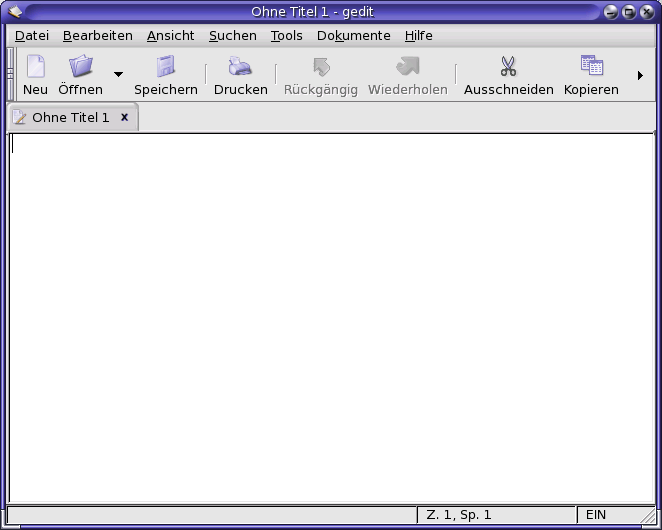 Ohne Titel 1 - gedit
Datei Bearbeiten Ansicht Suchen Tools Dokumente Hilfe
Neu Öffnen Speichern Drucken Rückgängig Wiederholen Ausschneiden Kopieren
Ohne Titel 1 x
Z. 1, Sp. 1 EIN